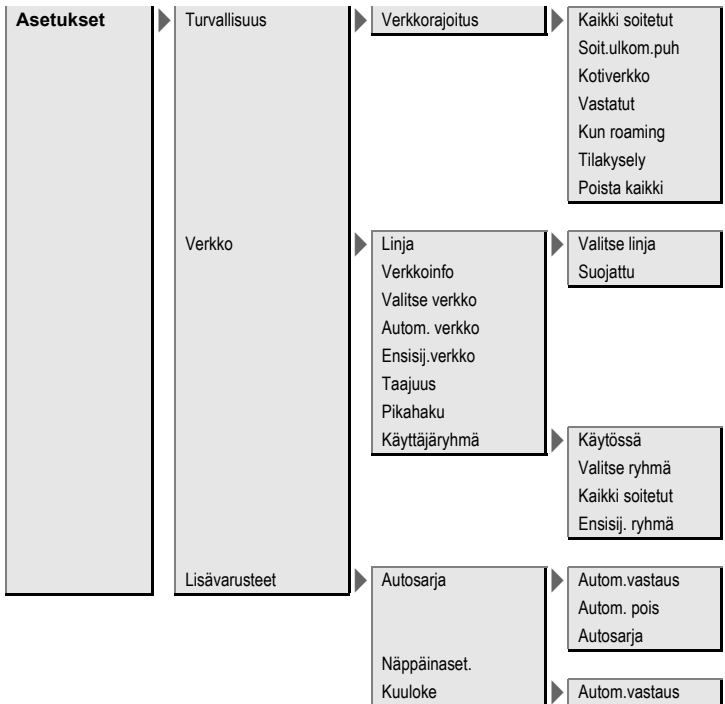 Asetukset
Turvallisuus
Verkkorajoitus
Kaikki soitetut
Soit.ulkom.puh
Kotiverkko
Vastatut
Kun roaming
Tilakysely
Poista kaikki
Verkko
Linja
Valitse linja
Suojattu
Verkkoinfo
Valitse verkko
Autom. verkko
Ensisij.verkko
Taajuus
Pikahaku
Käyttäjäryhmä
Käytössä
Valitse ryhmä
Kaikki soitetut
Ensisij. ryhmä
Lisävarusteet
Autosarja
Autom.vastaus
Autom. pois
Autosarja
Näppäinaset.
Kuuloke
Autom.vastaus